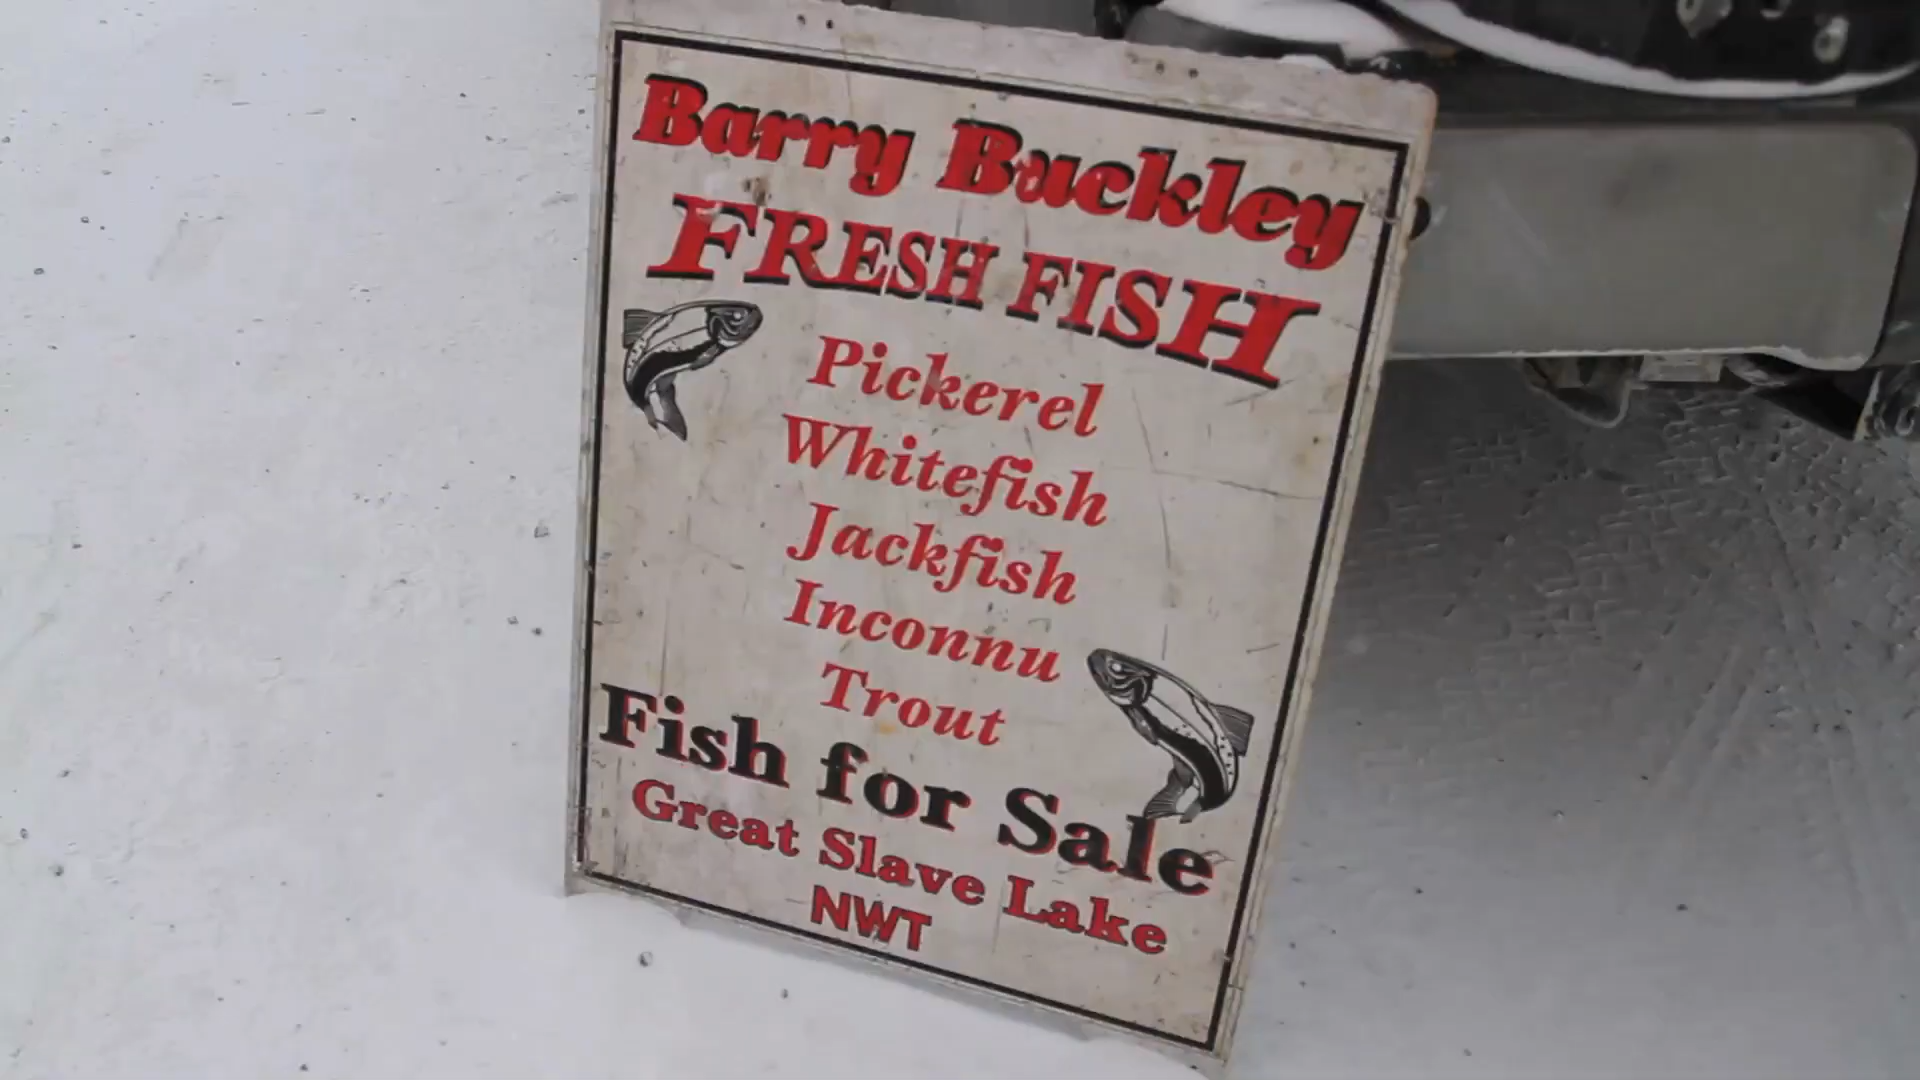 Barry Buckley
FRESH FISH
Pickerel
Whitefish
Jackfish
Inconnu
Trout
Fish for Sale
Great Slave Lake
NWT